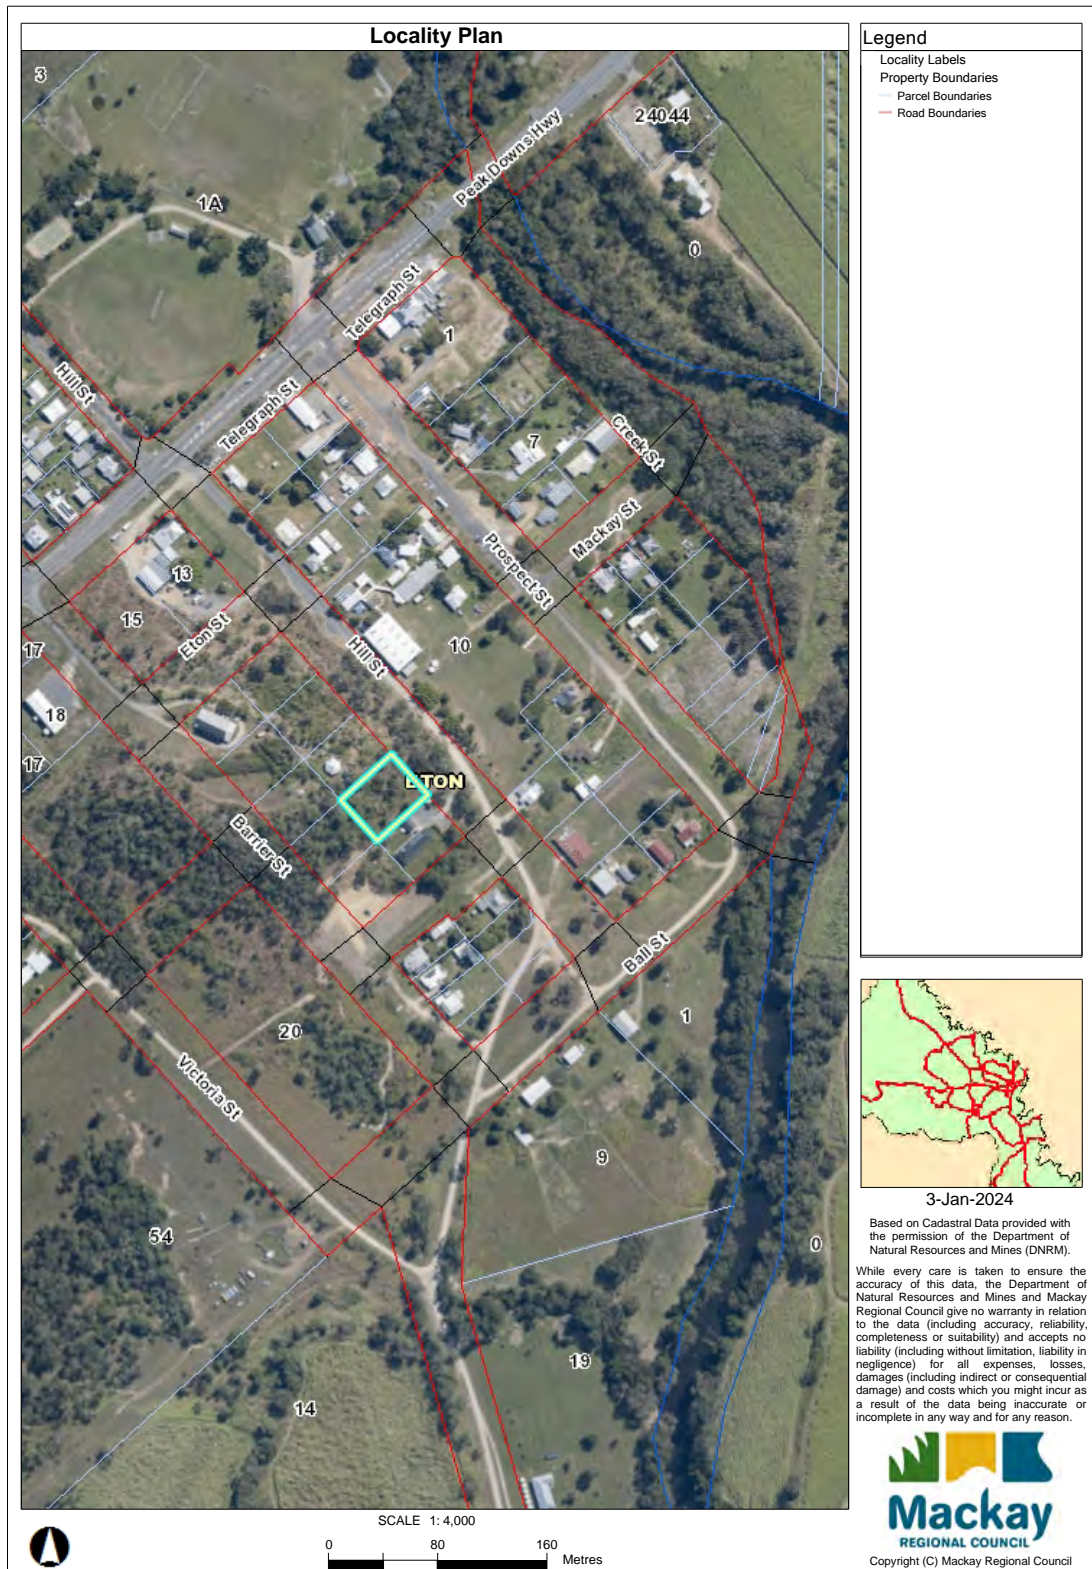 Locality Plan
3
24044
Peak Downs Hwy
1A
0
Telegraph St
1
Hill St
Telegraph St
Creek St
7
Mackay St
Prospect St
13
15
Eton St
17
Hill St
10
18
17
ETON
Barrier St
Ball St
1
20
Victoria St
9
54
0
19
14
SCALE 1: 4,000
0 80 160
Metres
Legend
Locality Labels
Property Boundaries
Parcel Boundaries
Road Boundaries
3-Jan-2024
Based on Cadastral Data provided with
the permission of the Department of
Natural Resources and Mines (DNRM).
While every care is taken to ensure the
accuracy of this data, the Department of
Natural Resources and Mines and Mackay
Regional Council give no warranty in relation
to the data (including accuracy, reliability,
completeness or suitability) and accepts no
liability (including without limitation, liability in
negligence) for all expenses, losses,
damages (including indirect or consequential
damage) and costs which you might incur as
a result of the data being inaccurate or
incomplete in any way and for any reason.
Mackay
REGIONAL COUNCIL
Copyright (C) Mackay Regional Council